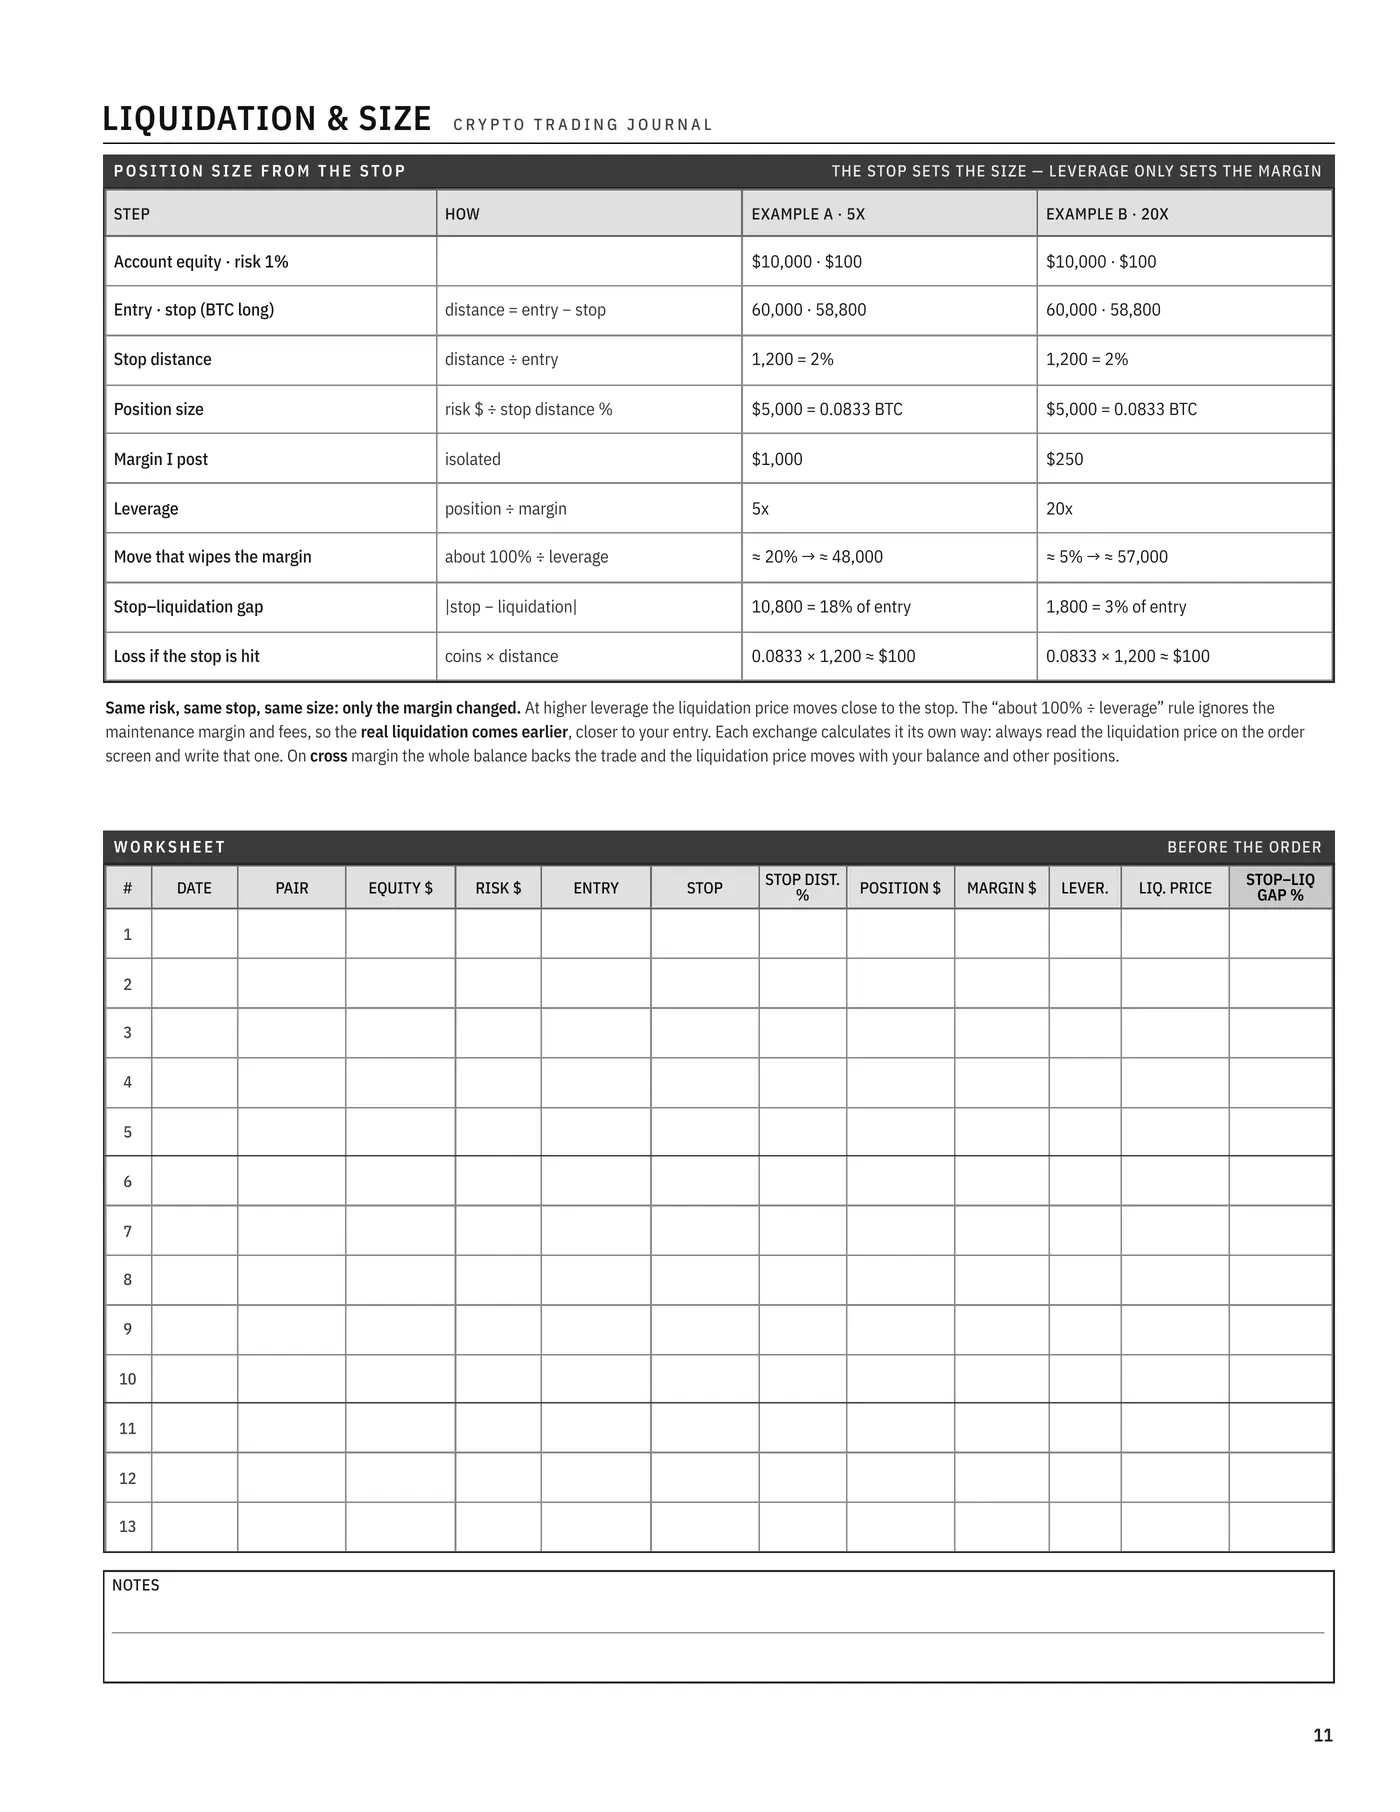 LIQUIDATION & SIZE CRYPTO TRADING JOURNAL
POSITION SIZE FROM THE STOP THE STOP SETS THE SIZE — LEVERAGE ONLY SETS THE MARGIN
STEP HOW EXAMPLE A · 5X EXAMPLE B · 20X
Account equity · risk 1% $10,000 · $100 $10,000 · $100
Entry · stop (BTC long) distance = entry − stop 60,000 · 58,800 60,000 · 58,800
Stop distance distance ÷ entry 1,200 = 2% 1,200 = 2%
Position size risk $ ÷ stop distance % $5,000 = 0.0833 BTC $5,000 = 0.0833 BTC
Margin I post isolated $1,000 $250
Leverage position ÷ margin 5x 20x
Move that wipes the margin about 100% ÷ leverage ≈ 20% → ≈ 48,000 ≈ 5% → ≈ 57,000
Stop–liquidation gap |stop − liquidation| 10,800 = 18% of entry 1,800 = 3% of entry
Loss if the stop is hit coins × distance 0.0833 × 1,200 ≈ $100 0.0833 × 1,200 ≈ $100
Same risk, same stop, same size: only the margin changed. At higher leverage the liquidation price moves close to the stop. The “about 100% ÷ leverage” rule ignores the
maintenance margin and fees, so the real liquidation comes earlier, closer to your entry. Each exchange calculates it its own way: always read the liquidation price on the order
screen and write that one. On cross margin the whole balance backs the trade and the liquidation price moves with your balance and other positions.
WORKSHEET BEFORE THE ORDER
# DATE PAIR EQUITY $ RISK $ ENTRY STOP STOP DIST. % POSITION $ MARGIN $ LEVER. LIQ. PRICE STOP–LIQ GAP %
1
2
3
4
5
6
7
8
9
10
11
12
13
NOTES
11